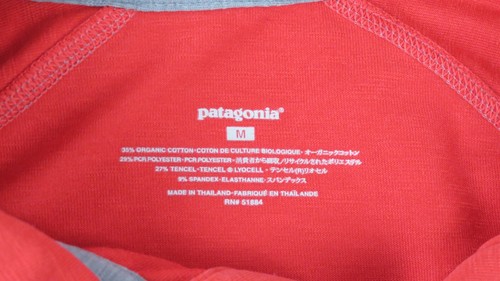 patagonia®
M
35% ORGANIC COTTON•COTON DE CULTURE BIOLOGIQUE•オーガニックコットン
29% PCR POLYESTER•PCR POLYESTER•消費者から回収/リサイクルされたポリエステル
27% TENCEL•TENCEL ® LYOCELL•テンセル(R)リオセル
9% SPANDEX•ELASTHANNE•スパンデックス
MADE IN THAILAND•FABRIQUÉ EN THAÏLANDE
RN# 51884